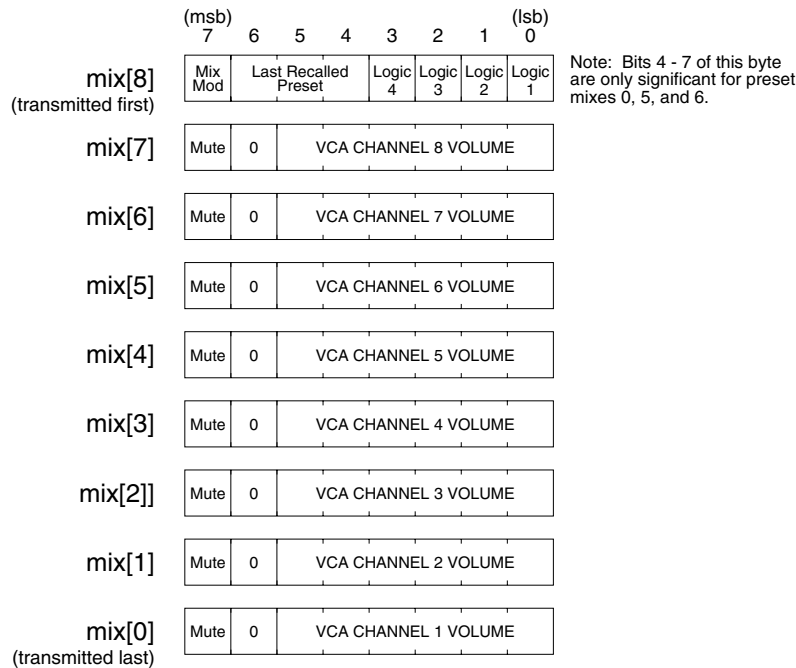 (msb) (lsb)
7 6 5 4 3 2 1 0
mix[8]
(transmitted first)
Mix Mod
Last Recalled Preset
Logic 4
Logic 3
Logic 2
Logic 1
Note: Bits 4 - 7 of this byte
are only significant for preset
mixes 0, 5, and 6.
mix[7] Mute 0 VCA CHANNEL 8 VOLUME
mix[6] Mute 0 VCA CHANNEL 7 VOLUME
mix[5] Mute 0 VCA CHANNEL 6 VOLUME
mix[4] Mute 0 VCA CHANNEL 5 VOLUME
mix[3] Mute 0 VCA CHANNEL 4 VOLUME
mix[2]] Mute 0 VCA CHANNEL 3 VOLUME
mix[1] Mute 0 VCA CHANNEL 2 VOLUME
mix[0] Mute 0 VCA CHANNEL 1 VOLUME
(transmitted last)